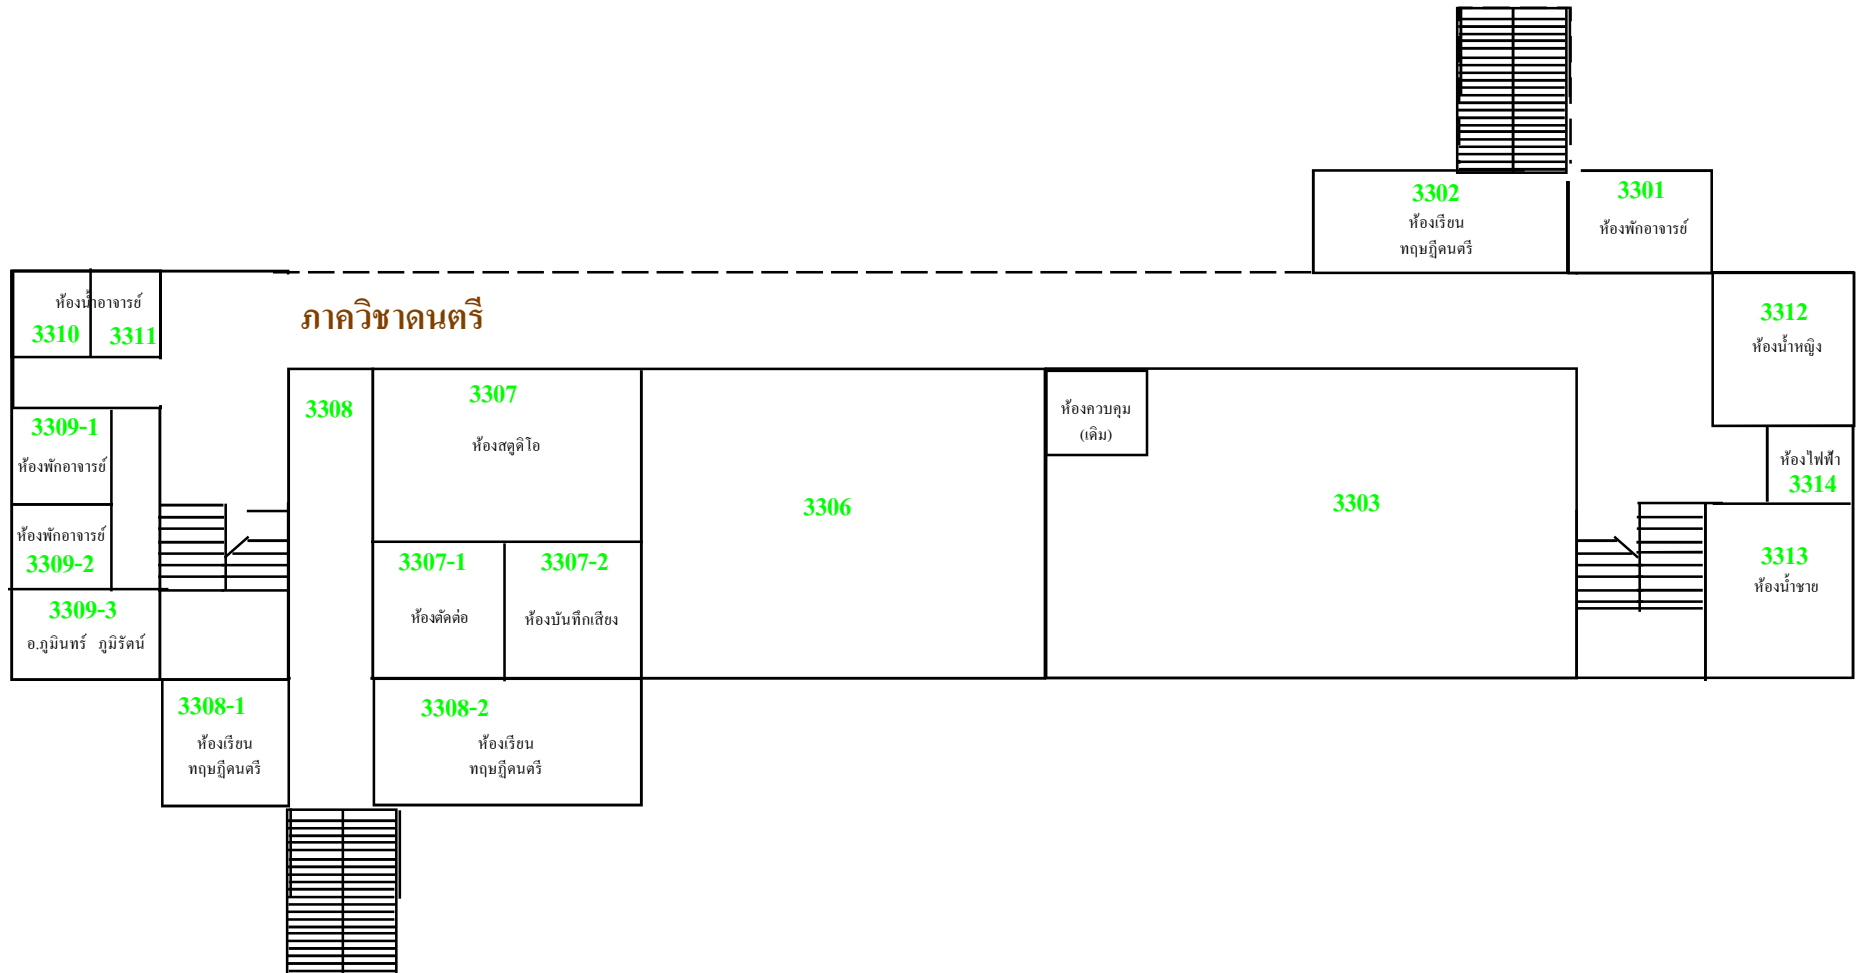 3302
ห้องเรียน
ทฤษฎีดนตรี
3301
ห้องพักอาจารย์
ห้องน้ำอาจารย์
3310 3311
ภาควิชาดนตรี
3312
ห้องน้ำหญิง
3309-1
ห้องพักอาจารย์
ห้องพักอาจารย์
3309-2
3309-3
อ.ภูมินทร์ ภูมิรัตน์
3308
3307
ห้องสตูดิโอ
3307-1
ห้องตัดต่อ
3307-2
ห้องบันทึกเสียง
3306
ห้องควบคุม
(เดิม)
3303
ห้องไฟฟ้า
3314
3313
ห้องน้ำชาย
3308-1
ห้องเรียน
ทฤษฎีดนตรี
3308-2
ห้องเรียน
ทฤษฎีดนตรี